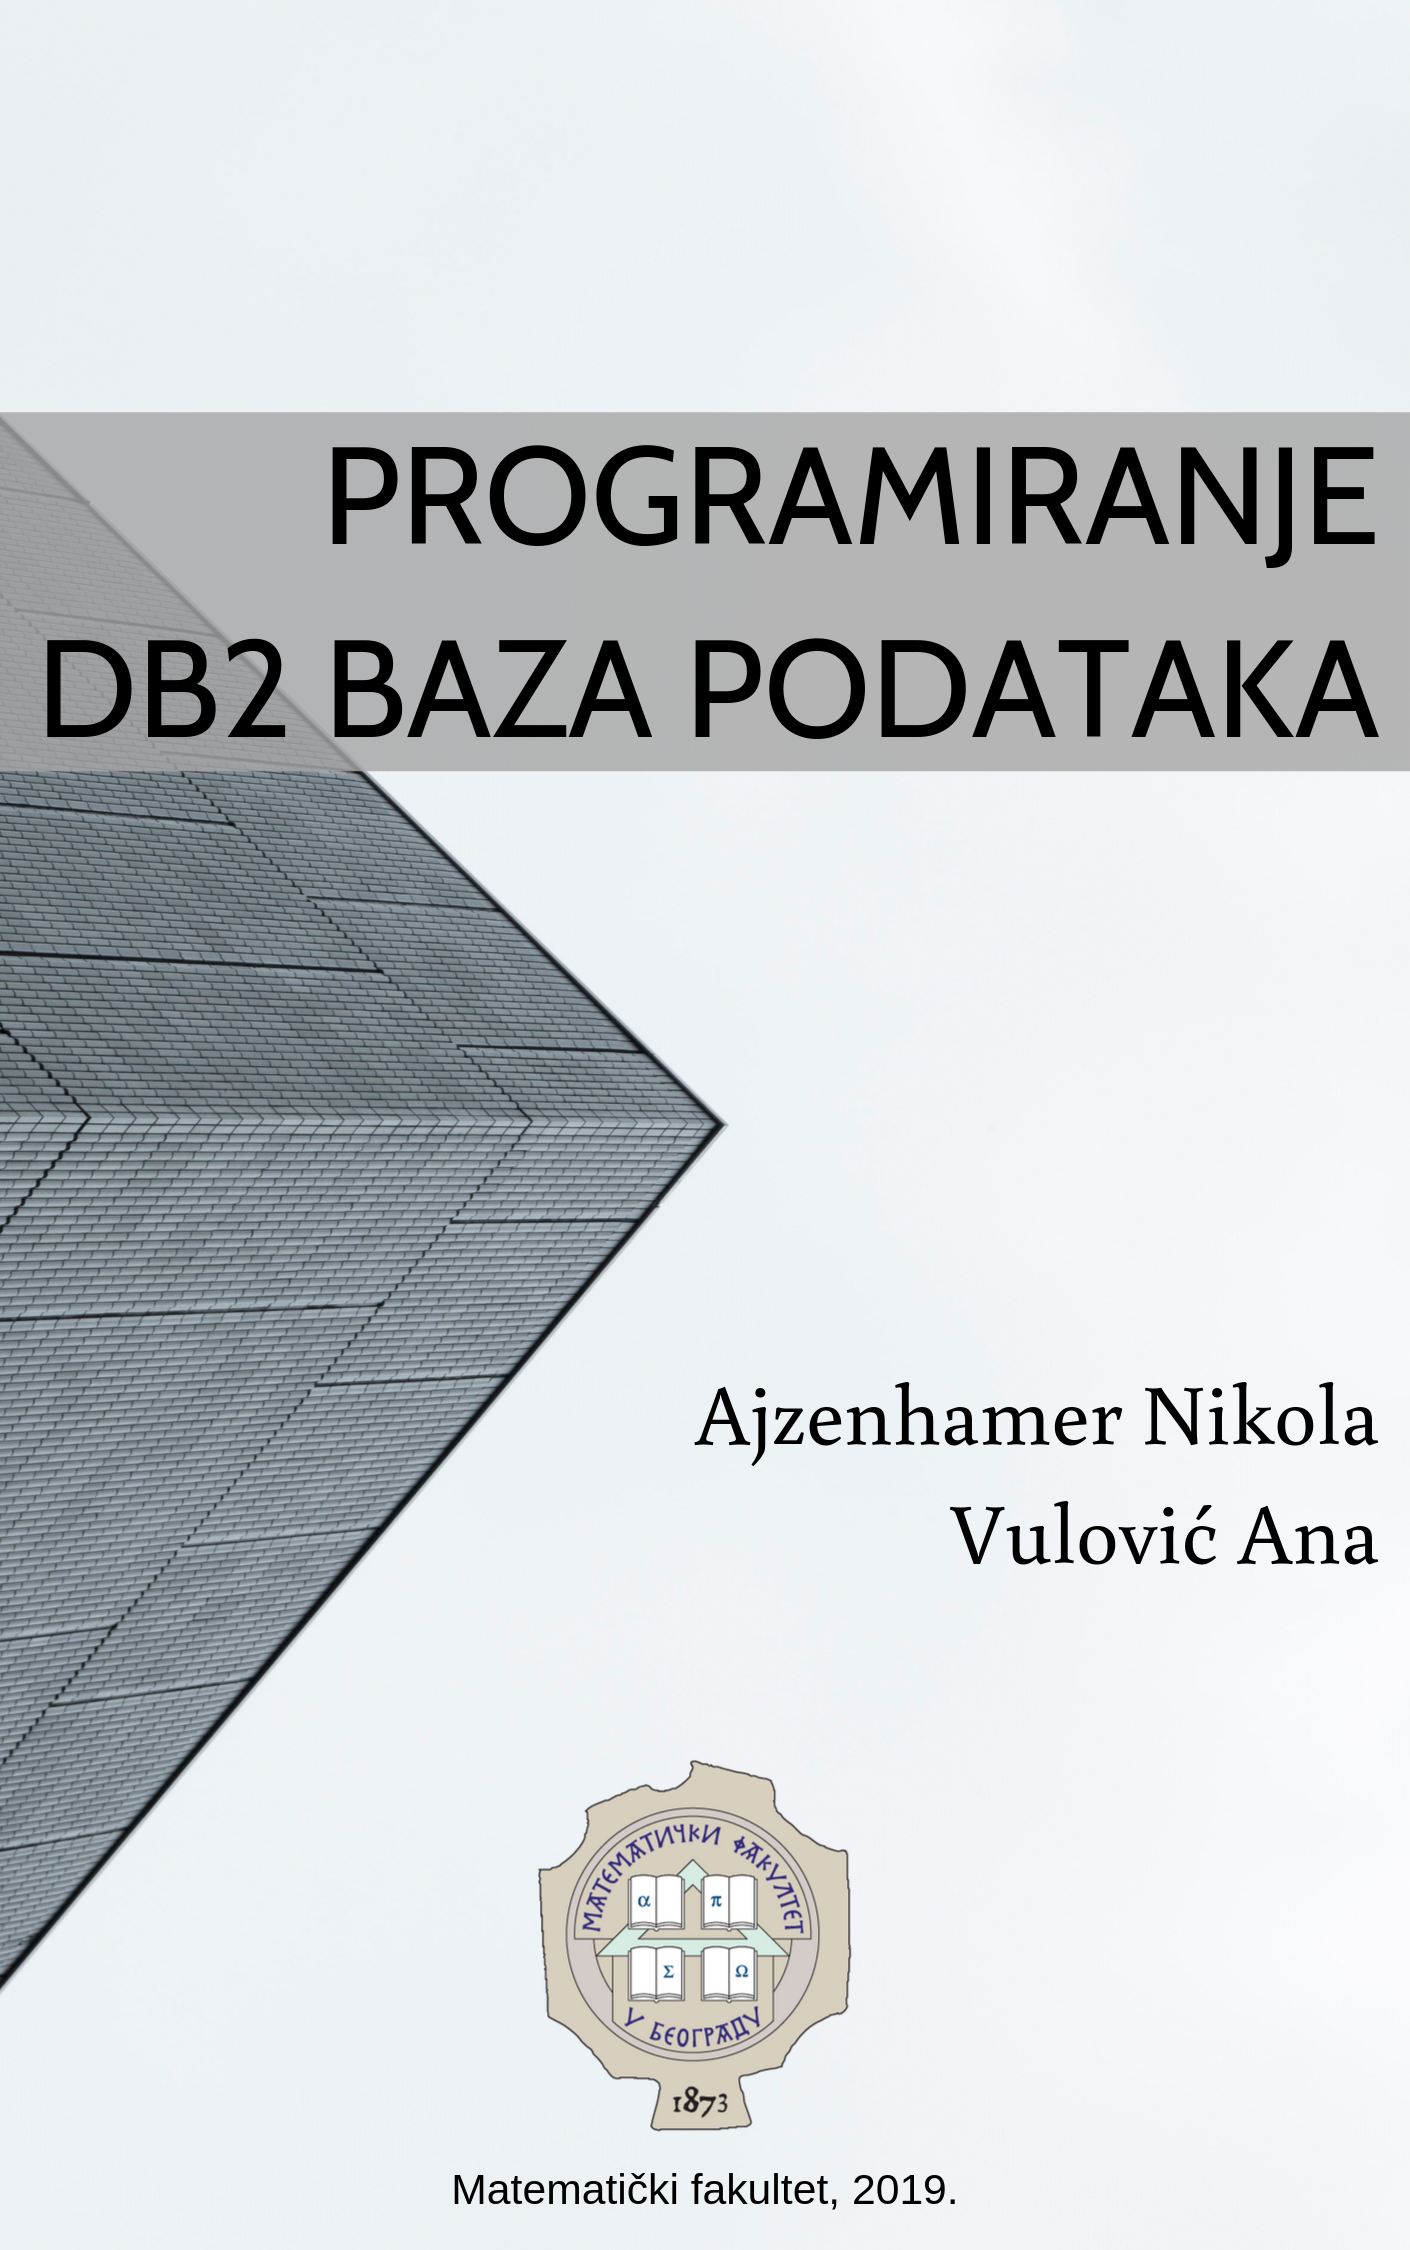 PROGRAMIRANJE
DB2 BAZA PODATAKA
Ajzenhamer Nikola
Vulović Ana
МАТЕМАТИЧКИ ФАКУЛТЕТ
α π
Σ Ω
У БЕОГРАДУ
1873
Matematički fakultet, 2019.